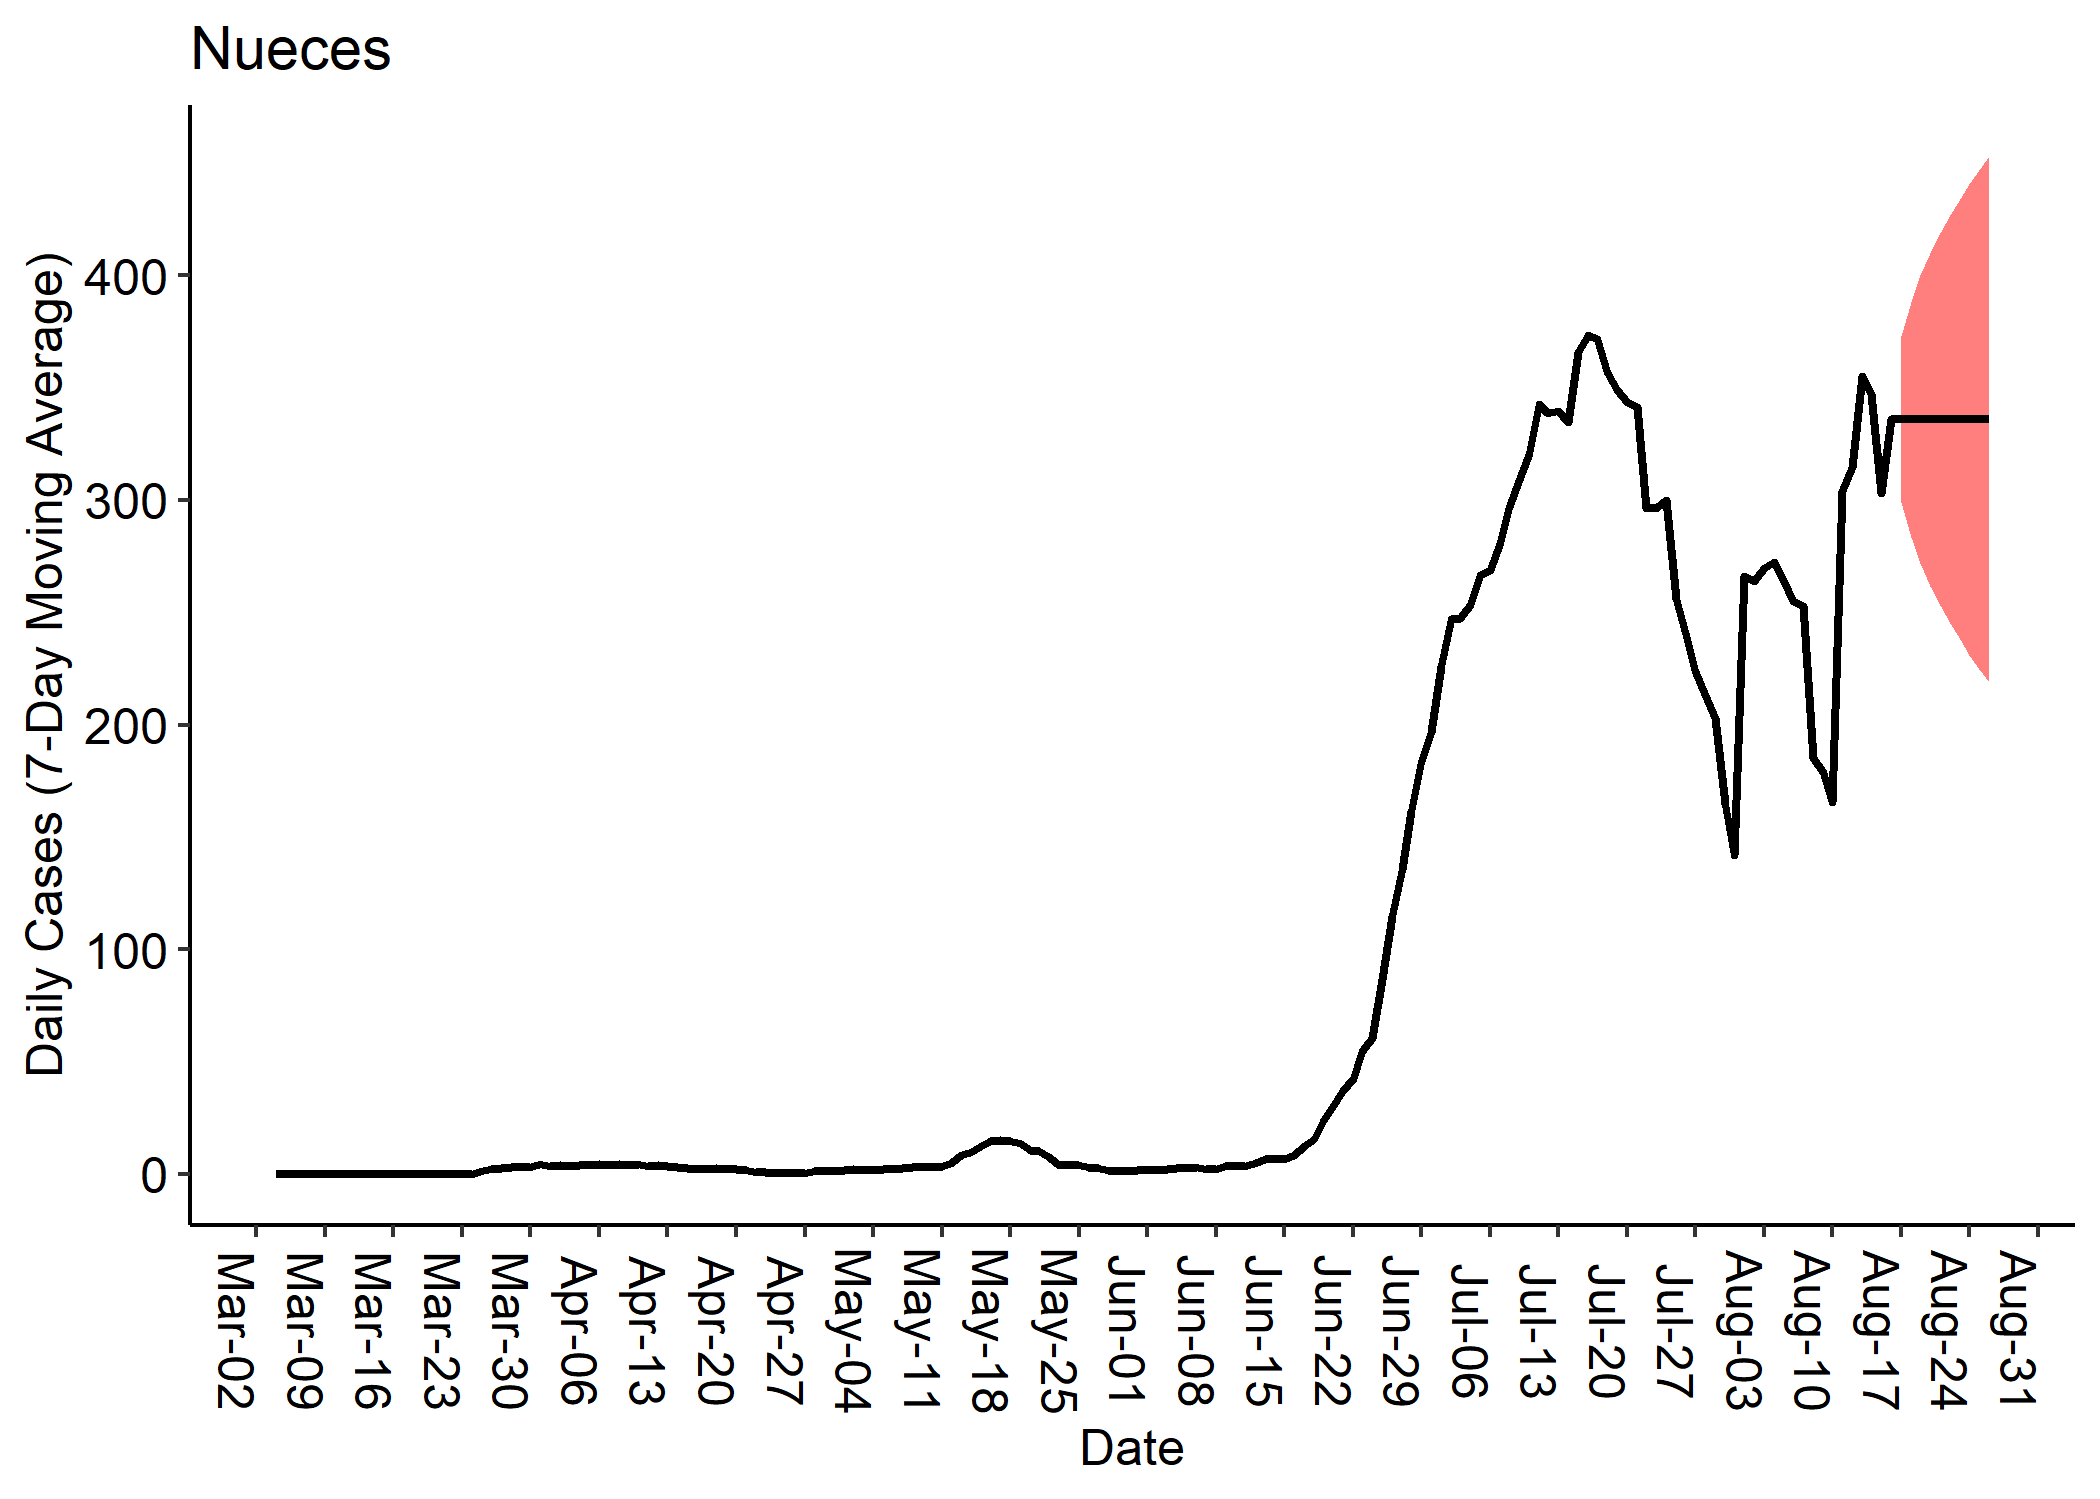 Nueces
Daily Cases (7-Day Moving Average)
400
300
200
100
0
Mar-02
Mar-09
Mar-16
Mar-23
Mar-30
Apr-06
Apr-13
Apr-20
Apr-27
May-04
May-11
May-18
May-25
Jun-01
Jun-08
Jun-15
Jun-22
Jun-29
Jul-06
Jul-13
Jul-20
Jul-27
Aug-03
Aug-10
Aug-17
Aug-24
Aug-31
Date